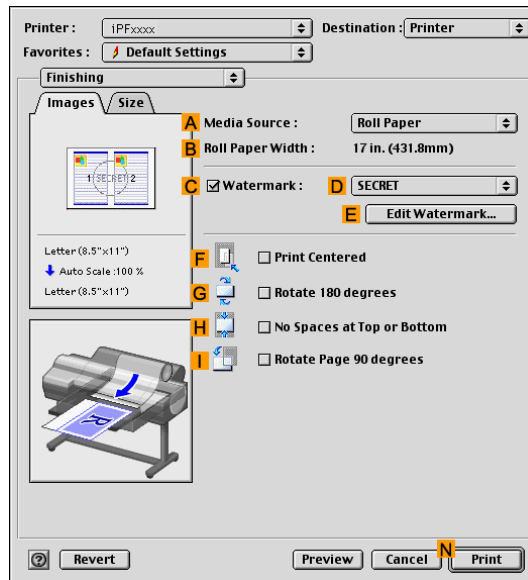 Printer : iPFxxxx Destination : Printer
Favorites : Default Settings
Finishing
Images Size
A Media Source : Roll Paper
B Roll Paper Width : 17 in. (431.8mm)
C Watermark : D SECRET
E Edit Watermark...
1 SECRET 2
Letter (8.5"x11")
Auto Scale :100 %
Letter (8.5"x11")
F Print Centered
G Rotate 180 degrees
H No Spaces at Top or Bottom
I Rotate Page 90 degrees
R
? Revert Preview Cancel N Print